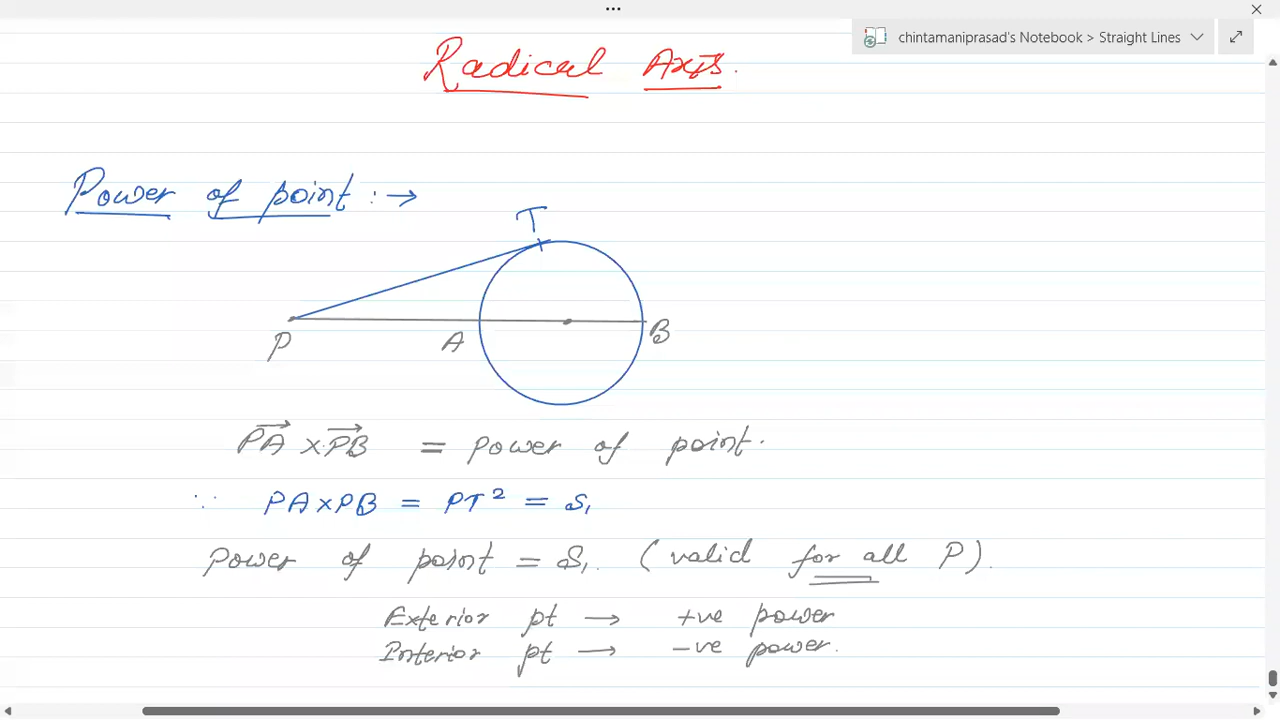 ...
chintamaniprasad's Notebook > Straight Lines
Radical Axis.
Power of point :→
T
P A B
PA × PB = Power of point.
∵ PA×PB = PT² = S₁
Power of point = S₁. (valid for all P).
Exterior pt → +ve power
Interior pt → -ve power.